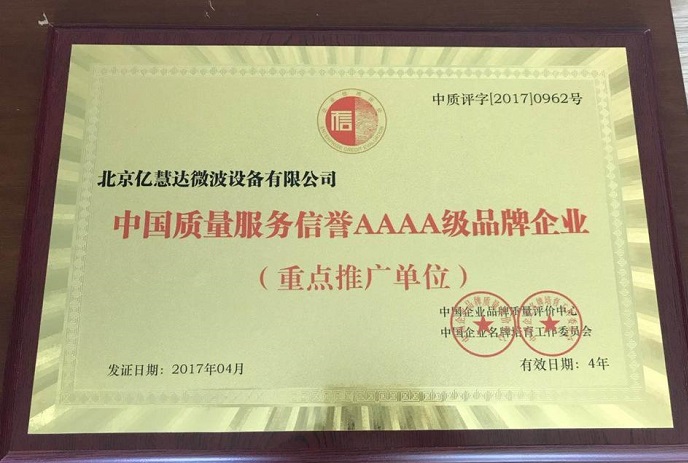 信
中质评字[2017]0962号
北京亿慧达微波设备有限公司
中国质量服务信誉AAAA级品牌企业
（重点推广单位）
中国企业品牌质量评价中心
中国企业名牌培育工作委员会
发证日期：2017年04月
有效日期：4年